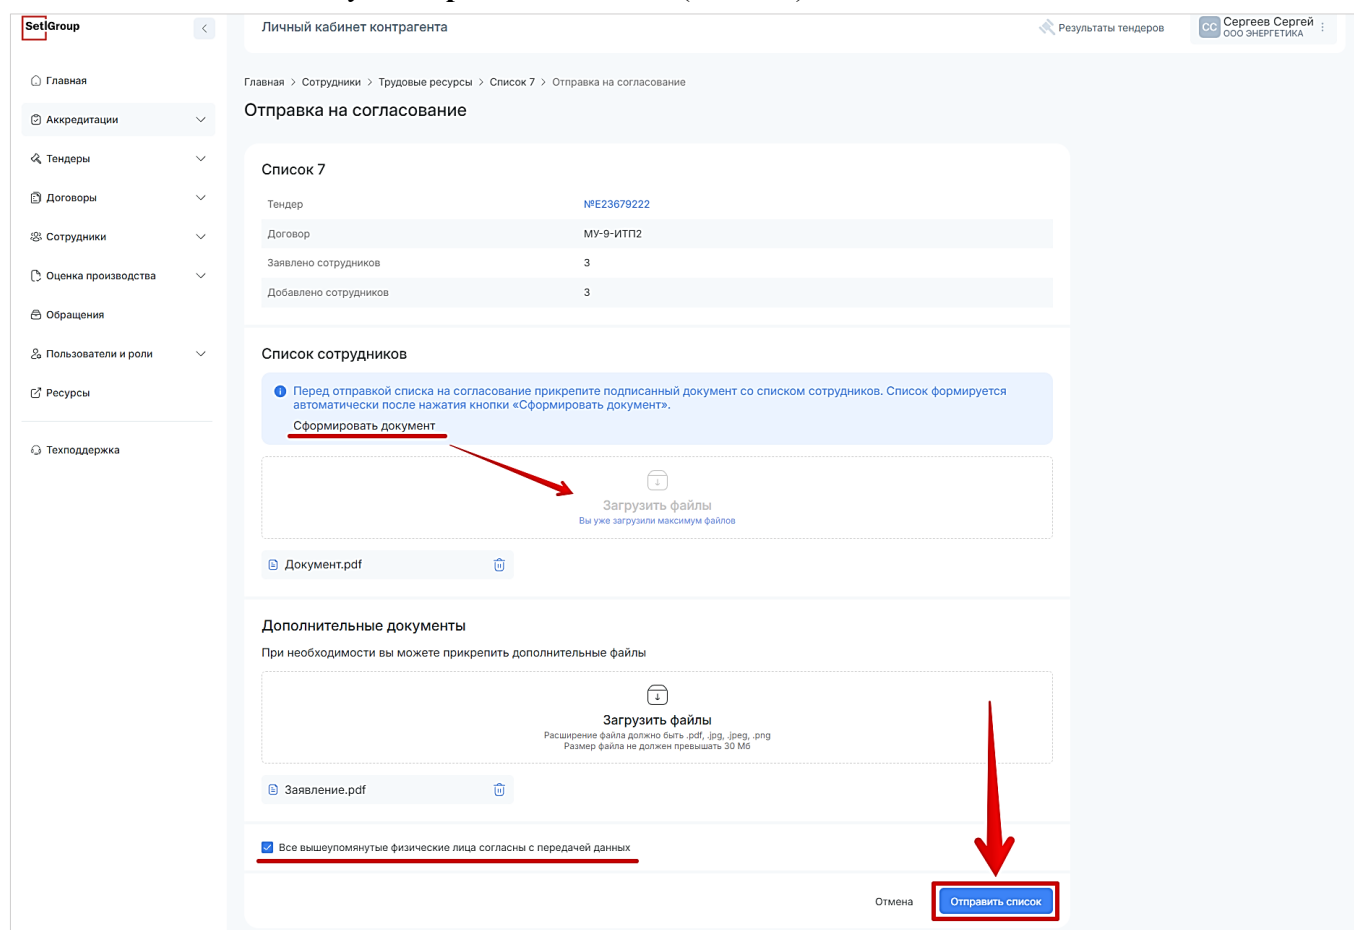 SetlGroup
Личный кабинет контрагента
Результаты тендеров
СС
Сергеев Сергей
ООО ЭНЕРГЕТИКА
Главная
Аккредитации
Тендеры
Договоры
Сотрудники
Оценка производства
Обращения
Пользователи и роли
Ресурсы
Техподдержка
Главная > Сотрудники > Трудовые ресурсы > Список 7 > Отправка на согласование
Отправка на согласование
Список 7
Тендер №E23679222
Договор МУ-9-ИТП2
Заявлено сотрудников 3
Добавлено сотрудников 3
Список сотрудников
Перед отправкой списка на согласование прикрепите подписанный документ со списком сотрудников. Список формируется
автоматически после нажатия кнопки «Сформировать документ».
Сформировать документ
Загрузить файлы
Вы уже загрузили максимум файлов
Документ.pdf
Дополнительные документы
При необходимости вы можете прикрепить дополнительные файлы
Загрузить файлы
Расширение файла должно быть .pdf, .jpg, .jpeg, .png
Размер файла не должен превышать 30 Мб
Заявление.pdf
Все вышеупомянутые физические лица согласны с передачей данных
Отмена
Отправить список